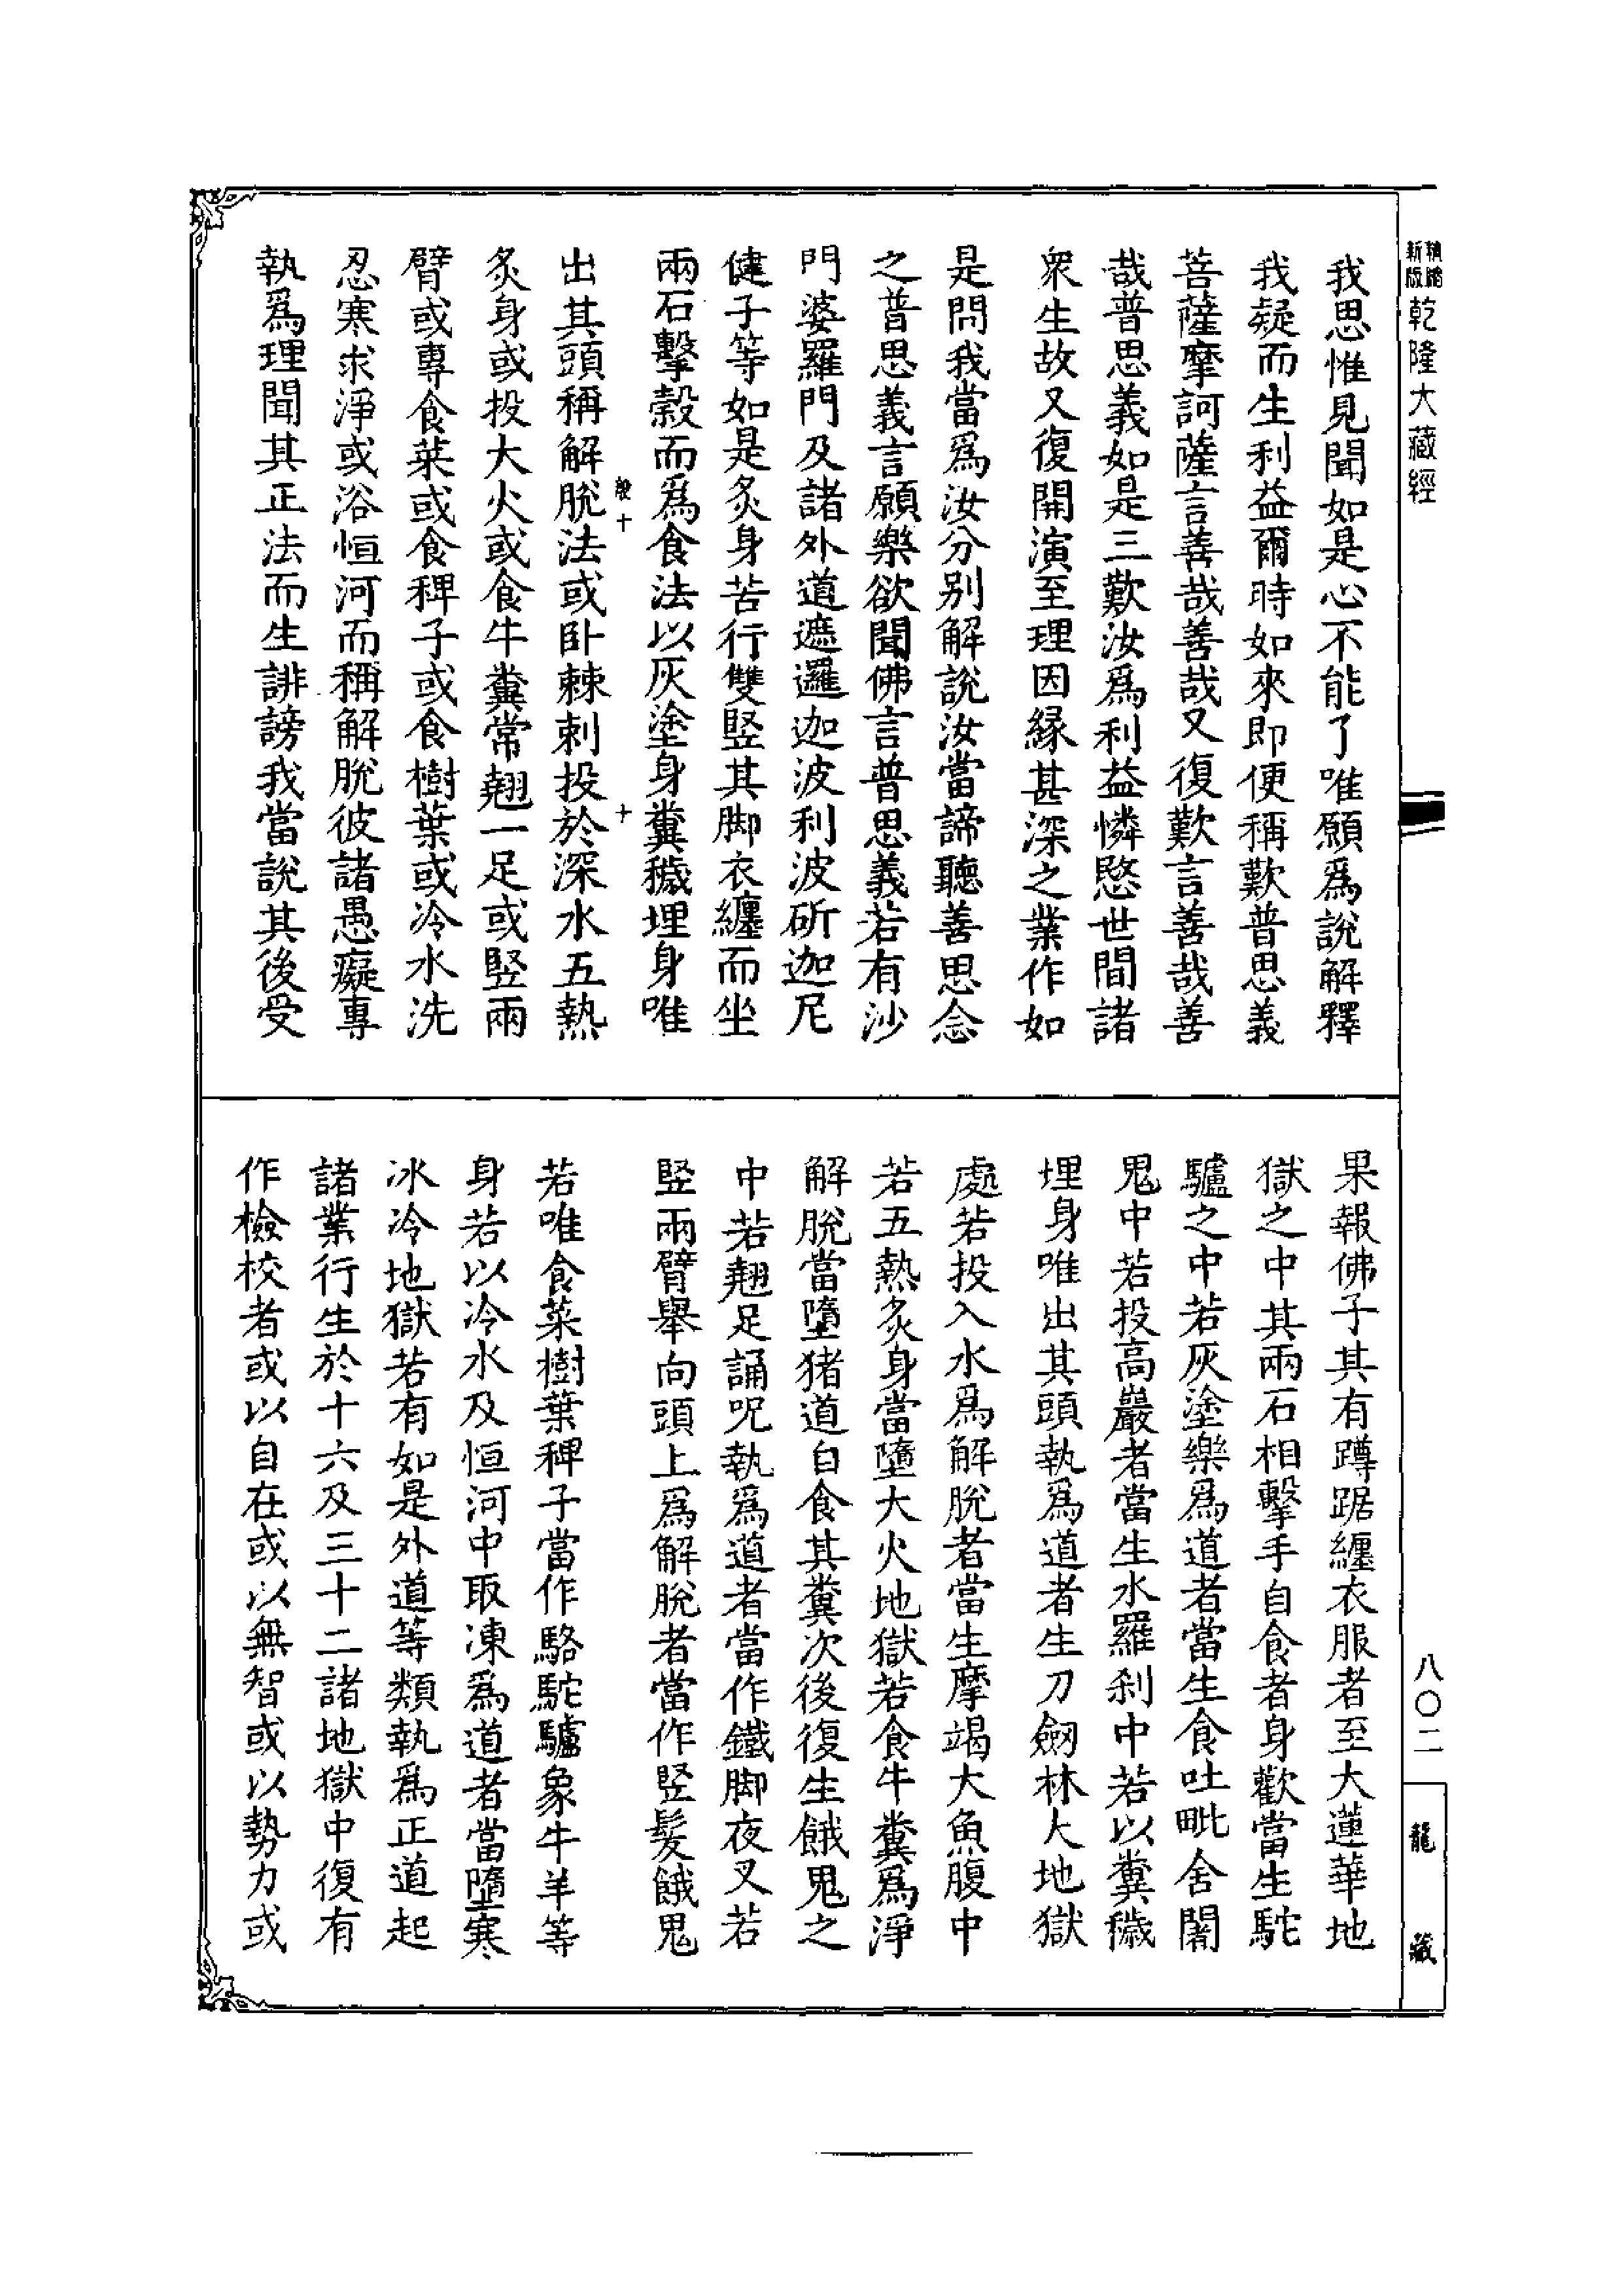 精縮
新版
乾隆大藏經
我思惟見聞如是心不能了唯願爲說解釋
我疑而生利益爾時如來即便稱歎普思義
菩薩摩訶薩言善哉善哉又復歎言善哉善
哉普思義如是三歎汝爲利益憐愍世間諸
衆生故又復開演至理因緣甚深之業作如
是問我當爲汝分別解說汝當諦聽善思念
之普思義言願樂欲聞佛言普思義若有沙
門婆羅門及諸外道遮邏迦波利波斫迦尼
健子等如是炙身苦行雙竪其脚衣纏而坐
兩石擊穀而爲食法以灰塗身糞穢埋身唯
十
十
出其頭稱解脫法或卧棘刺投於深水五熱
炙身或投大火或食牛糞常翹一足或竪兩
臂或專食菜或食稗子或食樹葉或冷水洗
忍寒求淨或浴恒河而稱解脫彼諸愚癡專
執爲理聞其正法而生誹謗我當說其後受
果報佛子其有蹲踞纏衣服者至大蓮華地
獄之中其兩石相擊手自食者身歡當生駝
驢之中若灰塗樂爲道者當生食吐毗舍闍
鬼中若投高巖者當生水羅刹中若以糞穢
埋身唯出其頭執爲道者生刀劒林大地獄
處若投入水爲解脫者當生摩竭大魚腹中
若五熱炙身當墮大火地獄若食牛糞爲淨
解脫當墮猪道自食其糞次後復生餓鬼之
中若翹足誦呪執爲道者當作鐵脚夜叉若
竪兩臂舉向頭上爲解脫者當作竪髮餓鬼
若唯食菜樹葉稗子當作駱駝驢象牛羊等
身若以冷水及恒河中取凍爲道者當墮寒
冰冷地獄若有如是外道等類執爲正道起
諸業行生於十六及三十二諸地獄中復有
作檢校者或以自在或以無智或以勢力或
八〇二
龍藏